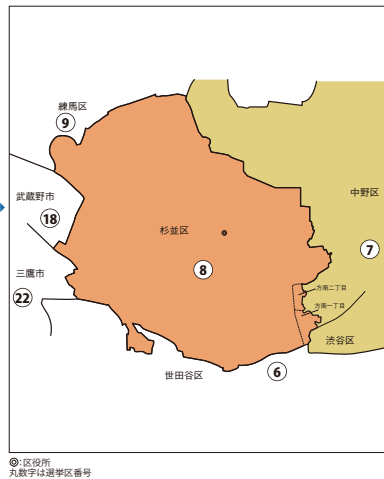 練馬区
⑨
武蔵野市
⑱
中野区
杉並区
⑦
⑧
三鷹市
㉒
方南二丁目
方南一丁目
渋谷区
世田谷区
⑥
◎:区役所
丸数字は選挙区番号